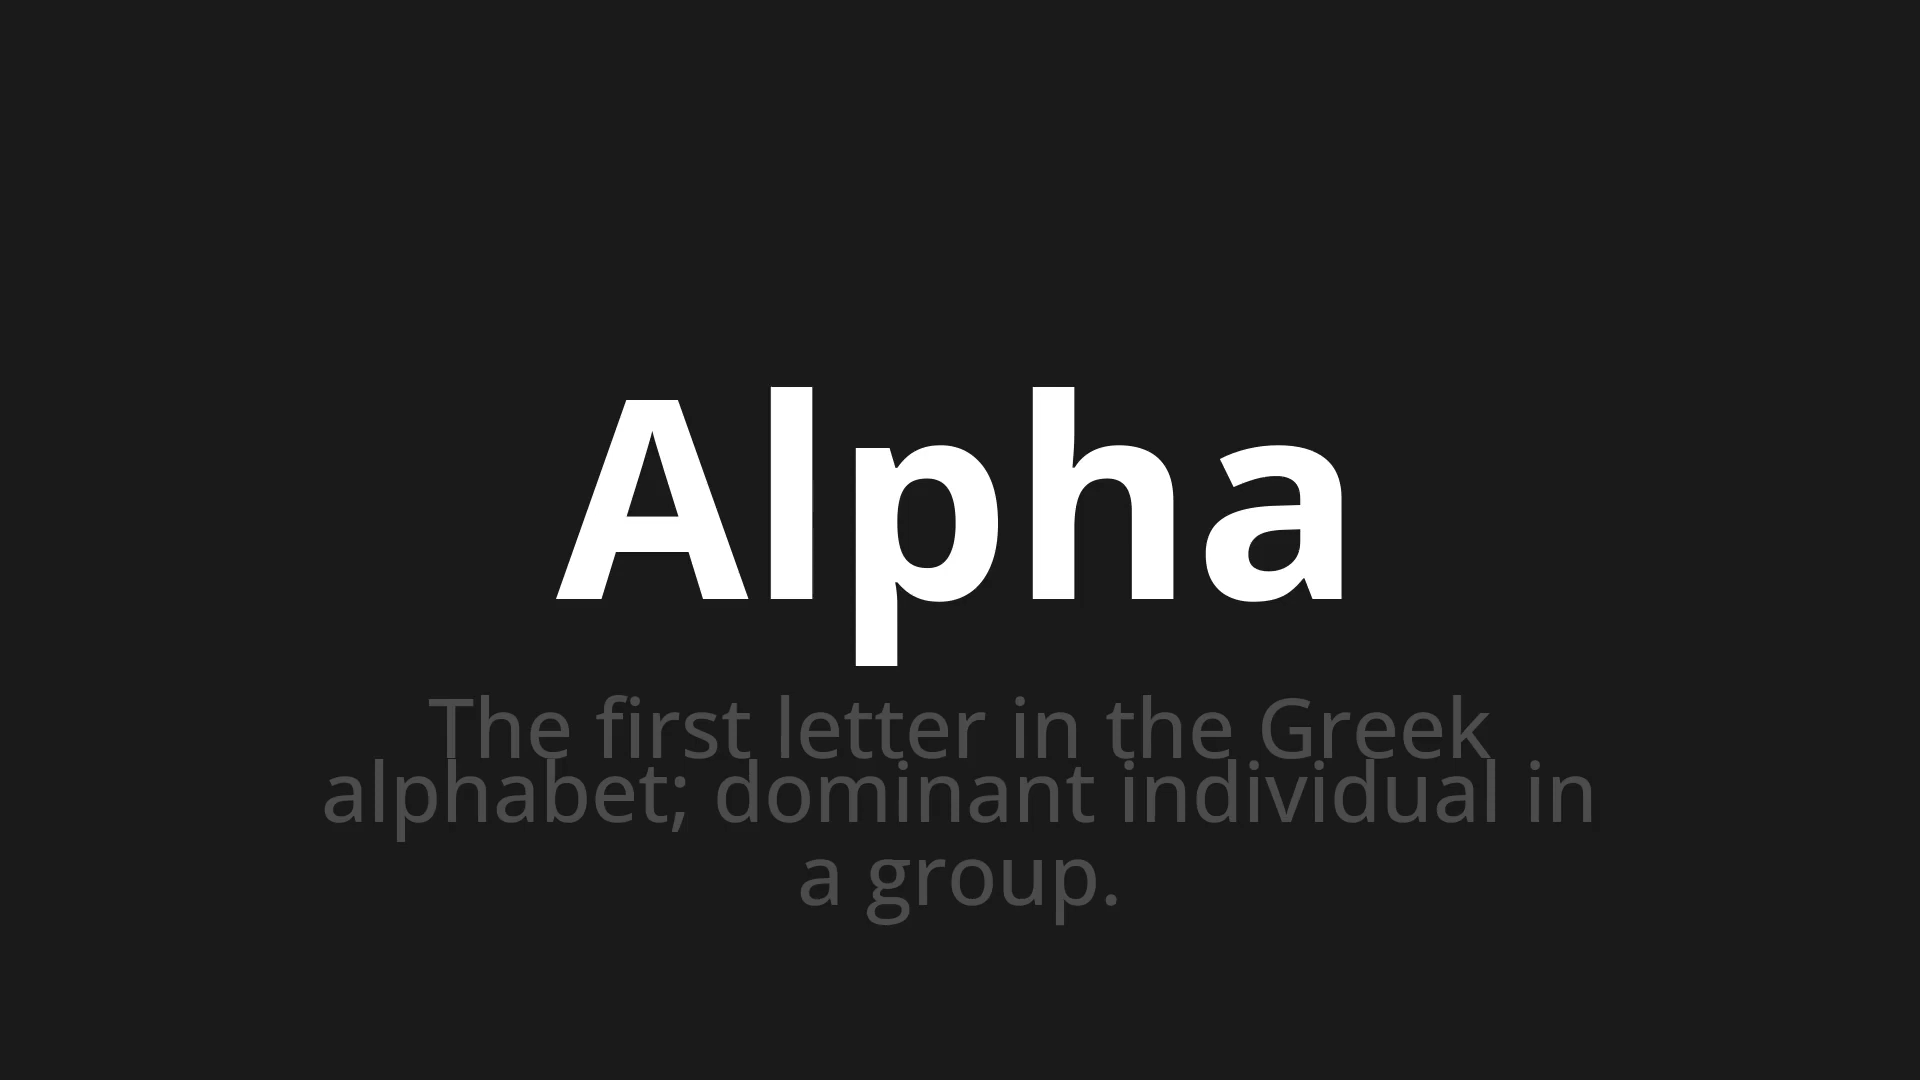 Alpha
The first letter in the Greek
alphabet; dominant individual in
a group.